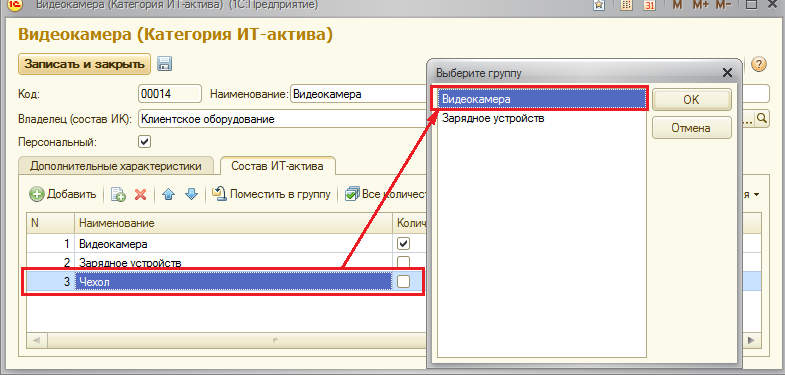 Видеокамера (Категория ИТ-актива) (1С:Предприятие)
M M+ M-
Видеокамера (Категория ИТ-актива)
Записать и закрыть
Код: 00014 Наименование: Видеокамера
Владелец (состав ИК): Клиентское оборудование
Персональный:
Дополнительные характеристики Состав ИТ-актива
Добавить Поместить в группу Все количес
N Наименование Колич
1 Видеокамера
2 Зарядное устройств
3 Чехол
Выберите группу
Видеокамера
Зарядное устройств
ОК
Отмена